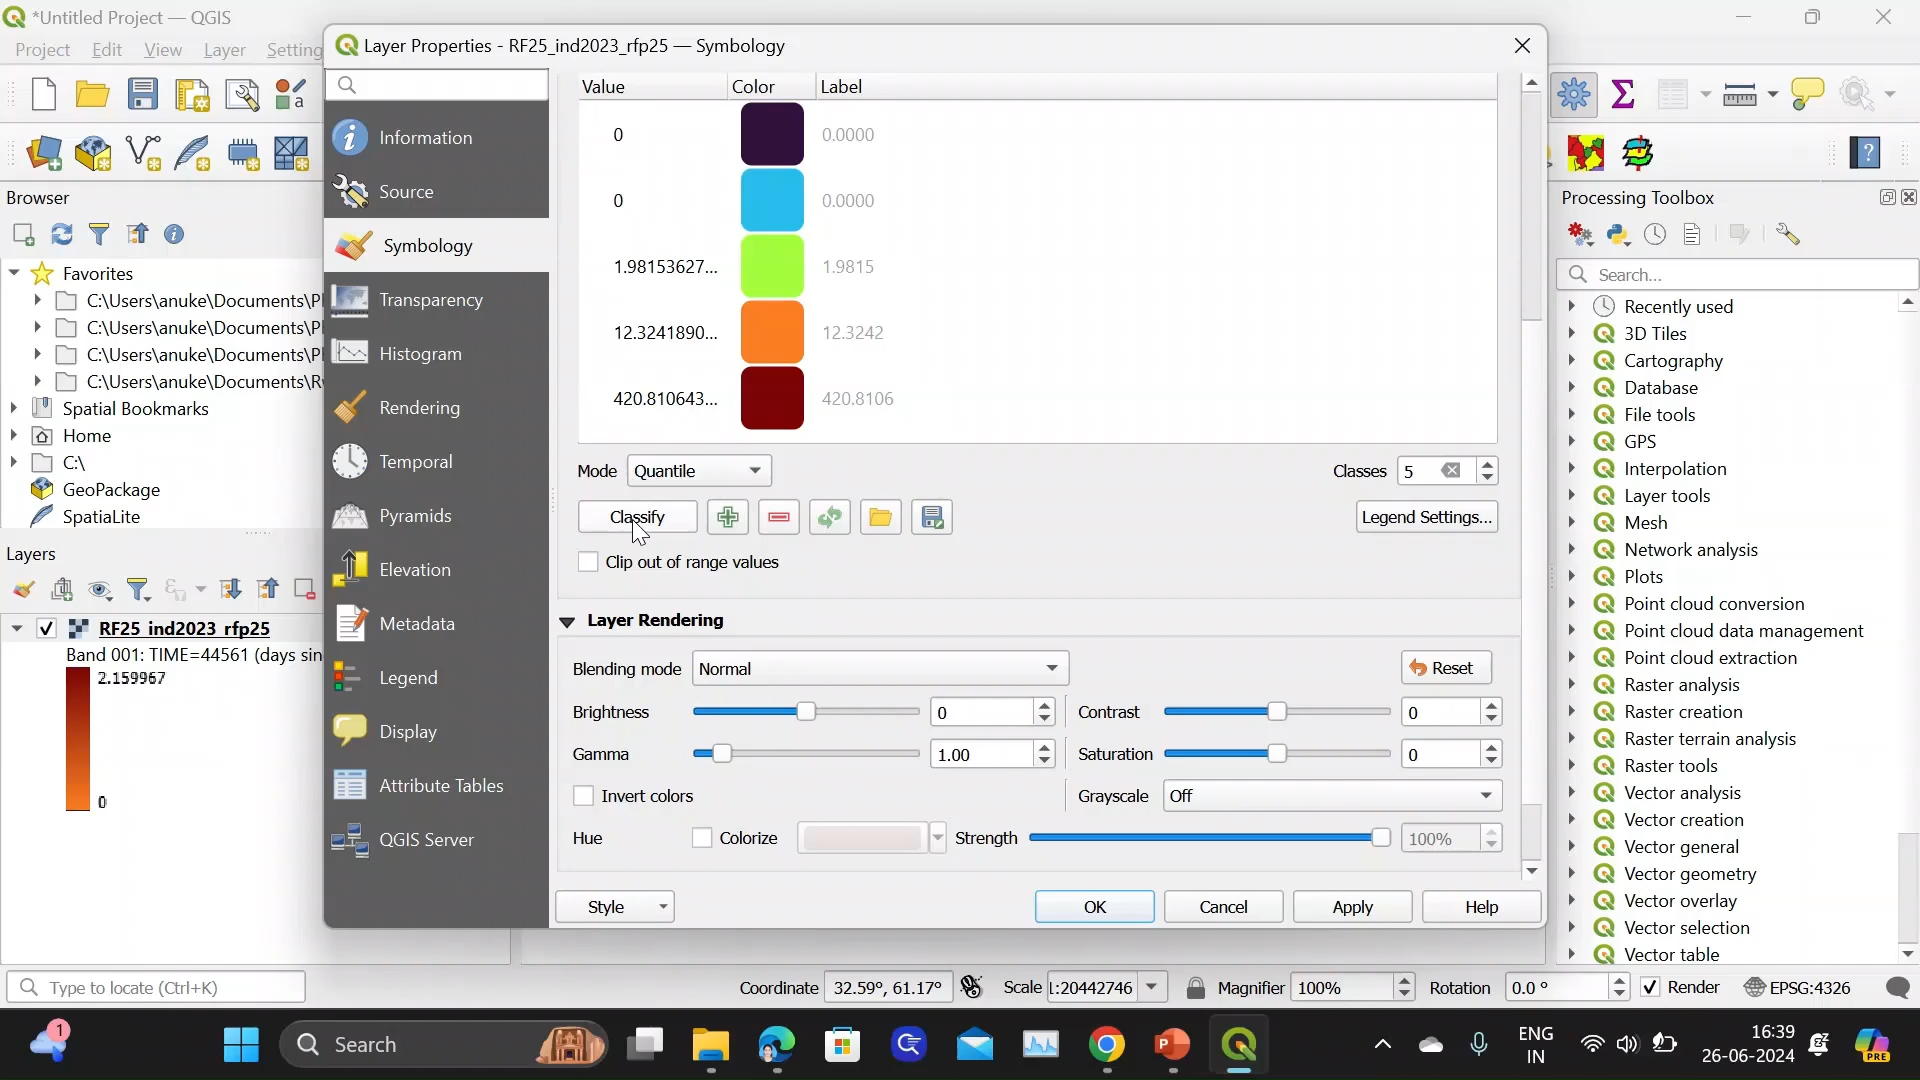 *Untitled Project — QGIS
Project Edit View Layer Setting
Layer Properties - RF25_ind2023_rfp25 — Symbology
Information
Source
Symbology
Transparency
Histogram
Rendering
Temporal
Pyramids
Elevation
Metadata
Legend
Display
Attribute Tables
QGIS Server
Value Color Label
0 0.0000
0 0.0000
1.98153627... 1.9815
12.3241890... 12.3242
420.810643... 420.8106
Mode Quantile Classes 5
Classify Legend Settings...
Clip out of range values
Layer Rendering
Blending mode Normal Reset
Brightness 0 Contrast 0
Gamma 1.00 Saturation 0
Invert colors Grayscale Off
Hue Colorize Strength 100%
Style OK Cancel Apply Help
Browser
Favorites
C:\Users\anuke\Documents\Pl
C:\Users\anuke\Documents\Pl
C:\Users\anuke\Documents\Pl
C:\Users\anuke\Documents\R
Spatial Bookmarks
Home
C:\
GeoPackage
SpatiaLite
Layers
RF25_ind2023_rfp25
Band 001: TIME=44561 (days sin
2.159967
0
Processing Toolbox
Search...
Recently used
3D Tiles
Cartography
Database
File tools
GPS
Interpolation
Layer tools
Mesh
Network analysis
Plots
Point cloud conversion
Point cloud data management
Point cloud extraction
Raster analysis
Raster creation
Raster terrain analysis
Raster tools
Vector analysis
Vector creation
Vector general
Vector geometry
Vector overlay
Vector selection
Vector table
Type to locate (Ctrl+K) Coordinate 32.59°, 61.17° Scale 1:20442746 Magnifier 100% Rotation 0.0 ° Render EPSG:4326
1 Search ENG 16:39
IN 26-06-2024 PRE